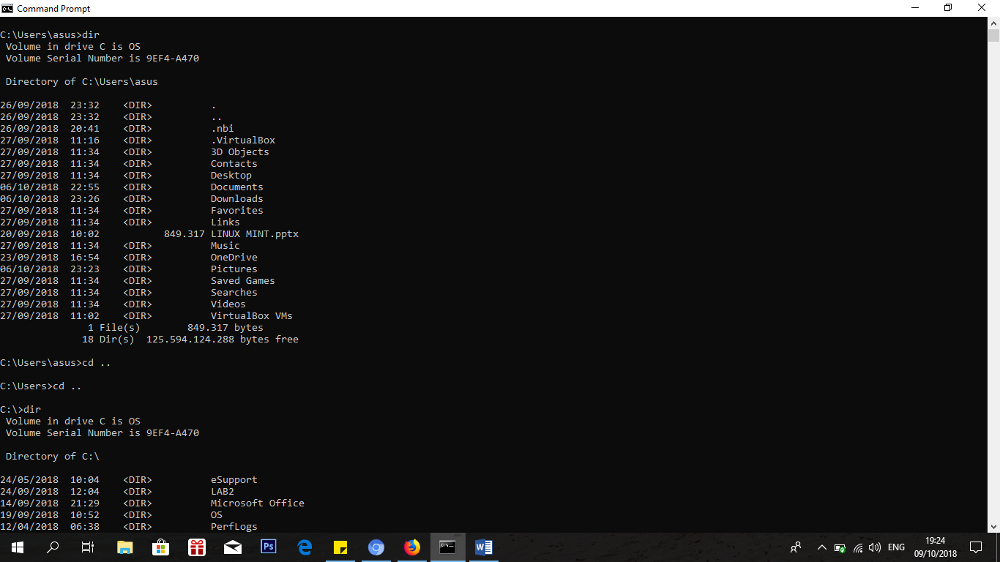 Command Prompt
C:\Users\asus>dir
Volume in drive C is OS
Volume Serial Number is 9EF4-A470
Directory of C:\Users\asus
26/09/2018  23:32    <DIR>          .
26/09/2018  23:32    <DIR>          ..
26/09/2018  20:41    <DIR>          .nbi
27/09/2018  11:16    <DIR>          .VirtualBox
27/09/2018  11:34    <DIR>          3D Objects
27/09/2018  11:34    <DIR>          Contacts
27/09/2018  11:34    <DIR>          Desktop
06/10/2018  22:55    <DIR>          Documents
06/10/2018  23:26    <DIR>          Downloads
27/09/2018  11:34    <DIR>          Favorites
27/09/2018  11:34    <DIR>          Links
20/09/2018  10:02           849.317 LINUX MINT.pptx
27/09/2018  11:34    <DIR>          Music
23/09/2018  16:54    <DIR>          OneDrive
06/10/2018  23:23    <DIR>          Pictures
27/09/2018  11:34    <DIR>          Saved Games
27/09/2018  11:34    <DIR>          Searches
27/09/2018  11:34    <DIR>          Videos
27/09/2018  11:02    <DIR>          VirtualBox VMs
1 File(s)        849.317 bytes
18 Dir(s)  125.594.124.288 bytes free
C:\Users\asus>cd ..
C:\Users>cd ..
C:\>dir
Volume in drive C is OS
Volume Serial Number is 9EF4-A470
Directory of C:\
24/05/2018  10:04    <DIR>          eSupport
24/09/2018  12:04    <DIR>          LAB2
14/09/2018  21:29    <DIR>          Microsoft Office
19/09/2018  10:52    <DIR>          OS
12/04/2018  06:38    <DIR>          PerfLogs
Ps
ENG
19:24
09/10/2018